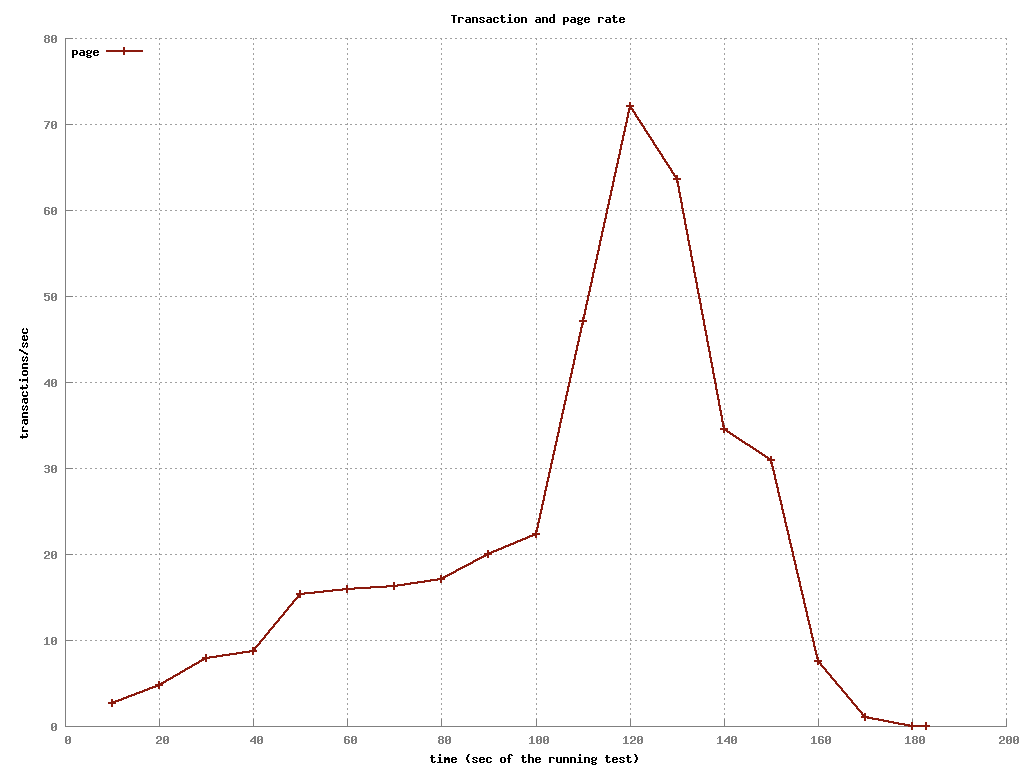 Transaction and page rate
80
page
70
60
50
40
30
20
10
0
transactions/sec
0 20 40 60 80 100 120 140 160 180 200
time (sec of the running test)